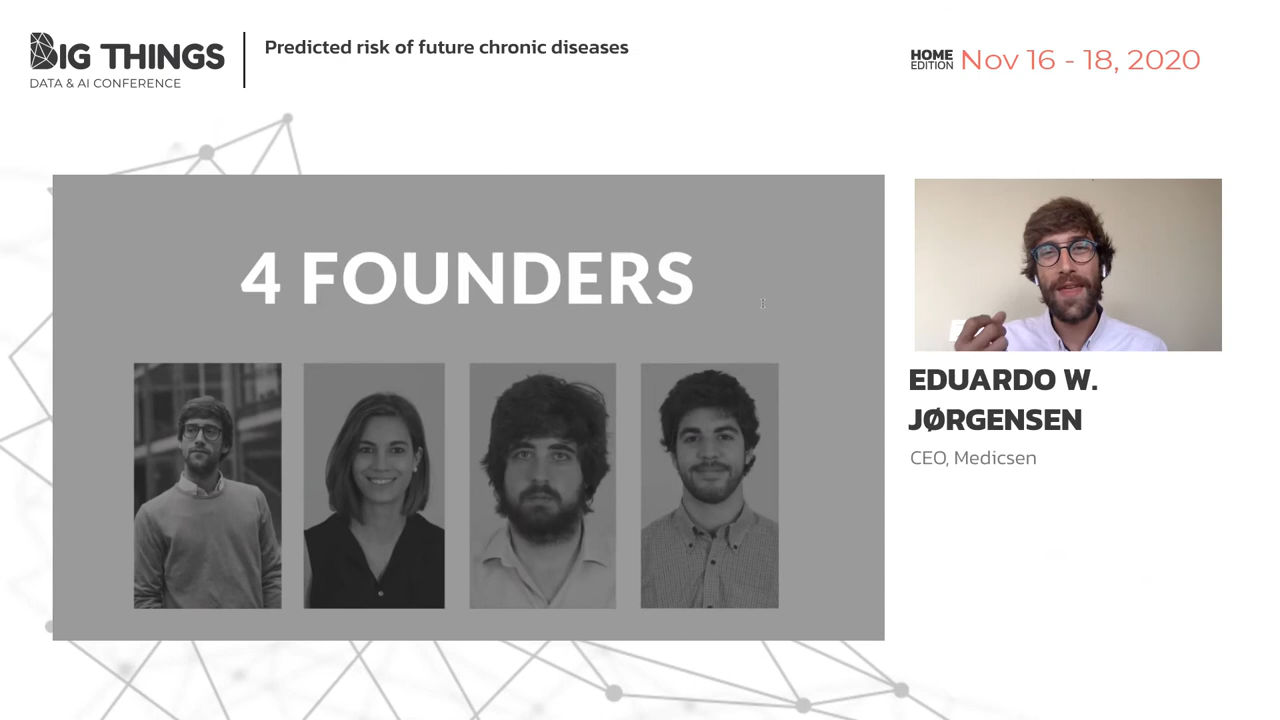 BIG THINGS
DATA & AI CONFERENCE
Predicted risk of future chronic diseases
HOME
EDITION
Nov 16 - 18, 2020
4 FOUNDERS
EDUARDO W.
JØRGENSEN
CEO, Medicsen